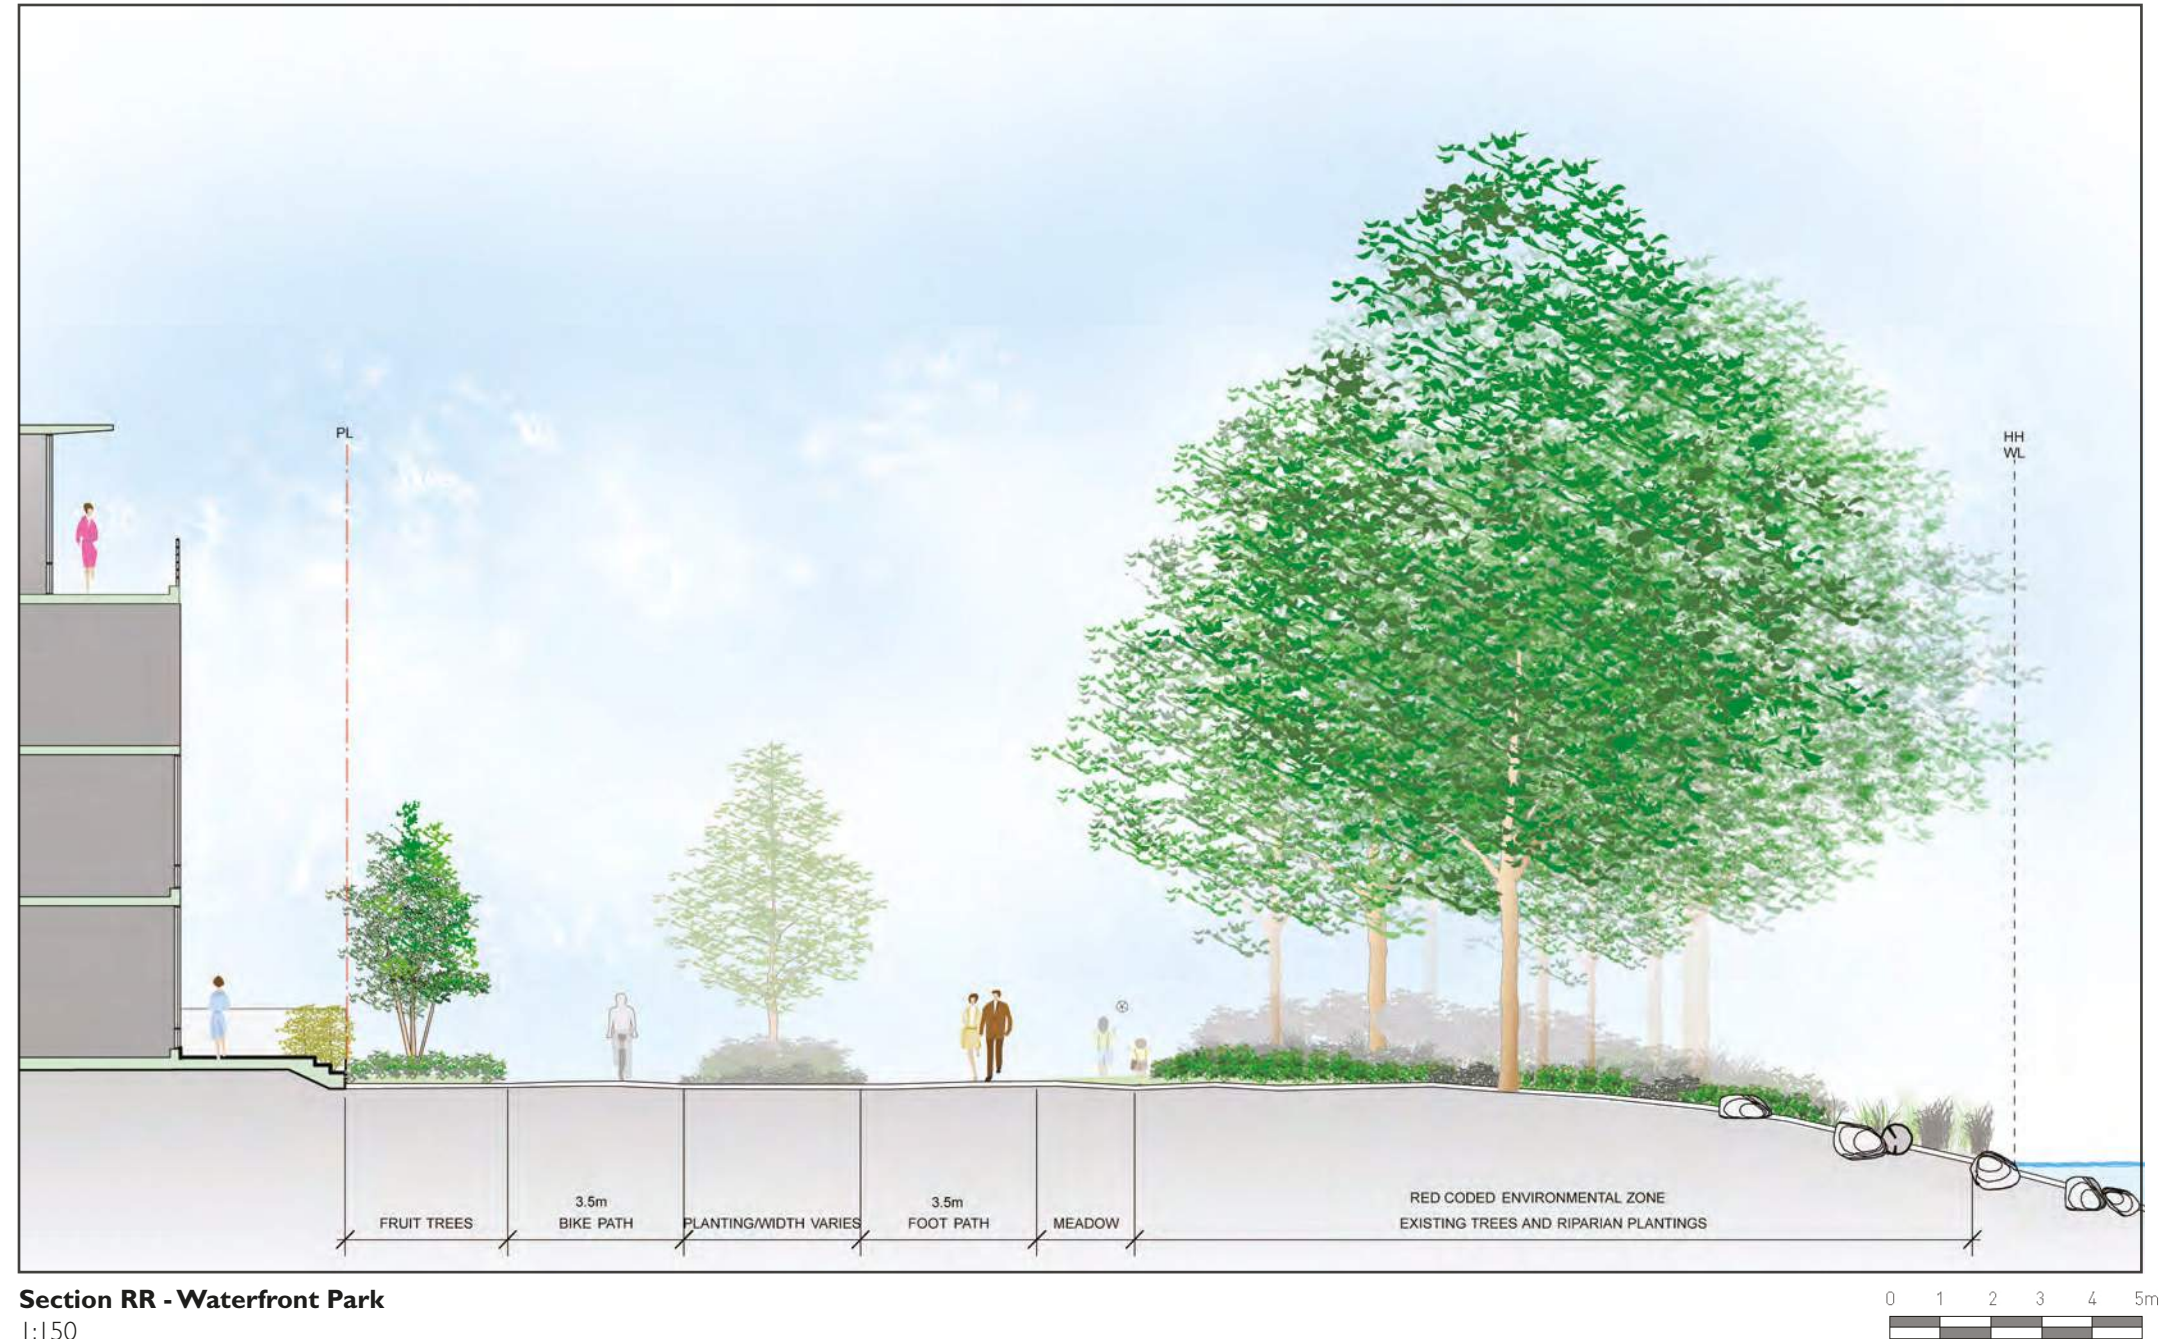 PL
HH
WL
3.5m
3.5m
RED CODED ENVIRONMENTAL ZONE
FRUIT TREES
BIKE PATH
PLANTING/WIDTH VARIES
FOOT PATH
MEADOW
EXISTING TREES AND RIPARIAN PLANTINGS
Section RR - Waterfront Park
1:150
0 1 2 3 4 5m